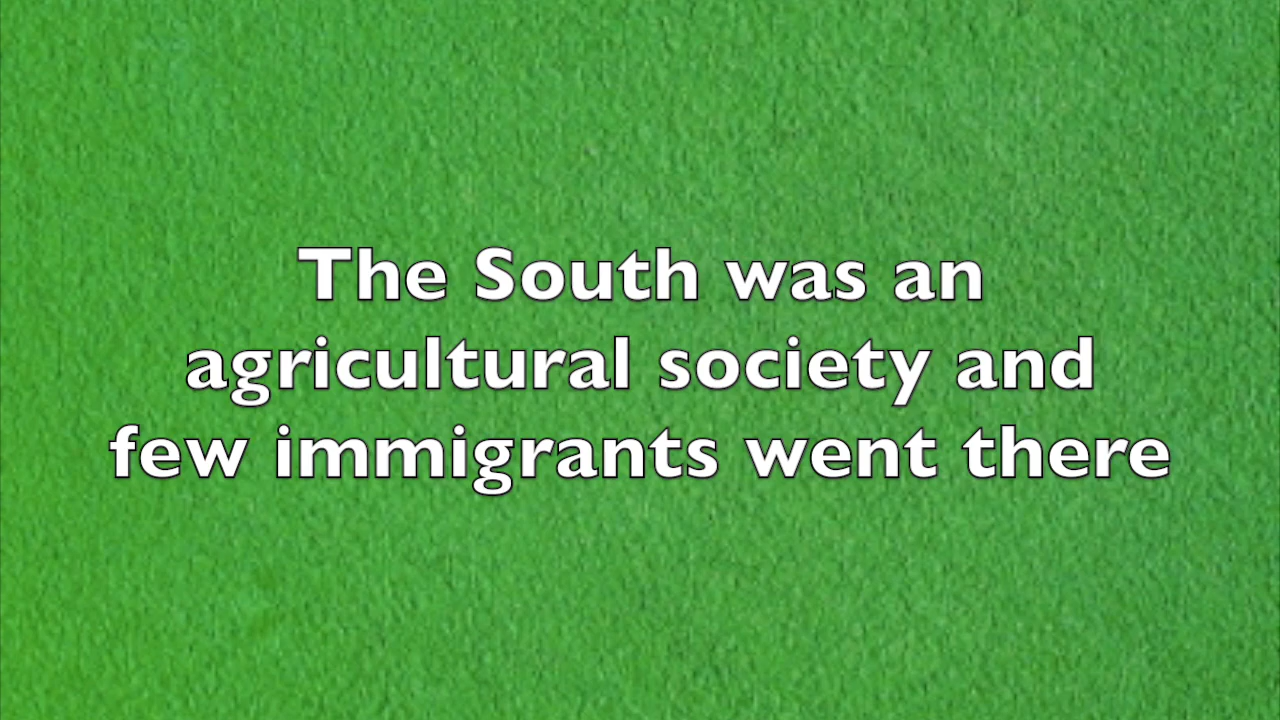 The South was an
agricultural society and
few immigrants went there